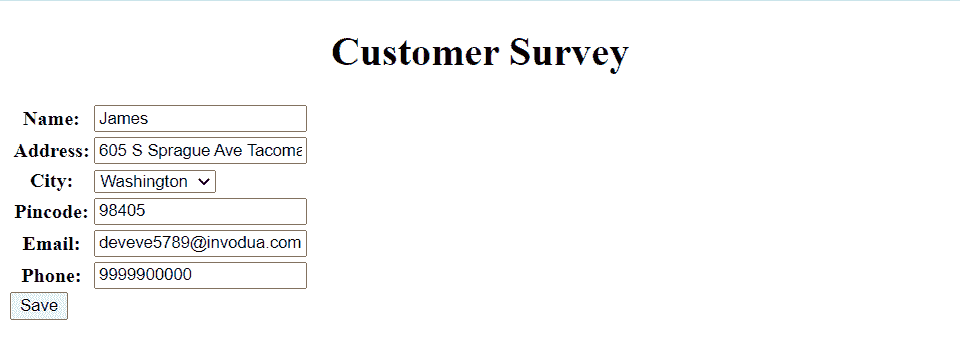 Customer Survey
Name: James
Address: 605 S Sprague Ave Tacoma
City: Washington
Pincode: 98405
Email: deveve5789@invodua.com
Phone: 9999900000
Save